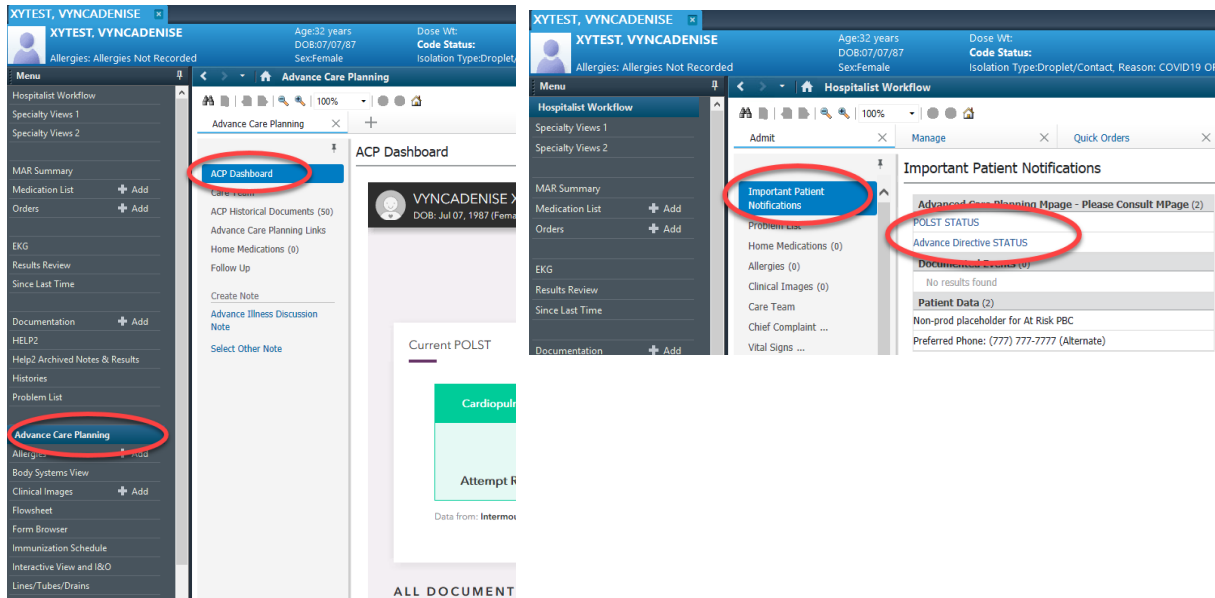 XYTEST, VYNCADENISE
XYTEST, VYNCADENISE
Age:32 years
Dose Wt:
DOB:07/07/87
Code Status:
Allergies: Allergies Not Recorded
Sex:Female
Isolation Type:Droplet/
Menu
Advance Care Planning
Hospitalist Workflow
Specialty Views 1
Specialty Views 2
MAR Summary
Medication List
Add
Orders
Add
EKG
Results Review
Since Last Time
Documentation
Add
HELP2
Help2 Archived Notes & Results
Histories
Problem List
Advance Care Planning
Allergies
Add
Body Systems View
Clinical Images
Add
Flowsheet
Form Browser
Immunization Schedule
Interactive View and I&O
Lines/Tubes/Drains
100%
Advance Care Planning
ACP Dashboard
Care Team
ACP Historical Documents (50)
Advance Care Planning Links
Home Medications (0)
Follow Up
Create Note
Advance Illness Discussion
Note
Select Other Note
ACP Dashboard
VYNCADENISE X
DOB: Jul 07, 1987 (Fema
Current POLST
Cardiopuln
Attempt R
Data from: Intermou
ALL DOCUMENT
XYTEST, VYNCADENISE
XYTEST, VYNCADENISE
Age:32 years
Dose Wt:
DOB:07/07/87
Code Status:
Allergies: Allergies Not Recorded
Sex:Female
Isolation Type:Droplet/Contact, Reason: COVID19 OR
Menu
Hospitalist Workflow
Hospitalist Workflow
Specialty Views 1
Specialty Views 2
MAR Summary
Medication List
Add
Orders
Add
EKG
Results Review
Since Last Time
Documentation
Add
100%
Admit
Manage
Quick Orders
Important Patient
Notifications
Problem List
Home Medications (0)
Allergies (0)
Clinical Images (0)
Care Team
Chief Complaint ...
Vital Signs ...
Important Patient Notifications
Advanced Care Planning Mpage - Please Consult MPage (2)
POLST STATUS
Advance Directive STATUS
Documented Events (0)
No results found
Patient Data (2)
Non-prod placeholder for At Risk PBC
Preferred Phone: (777) 777-7777 (Alternate)